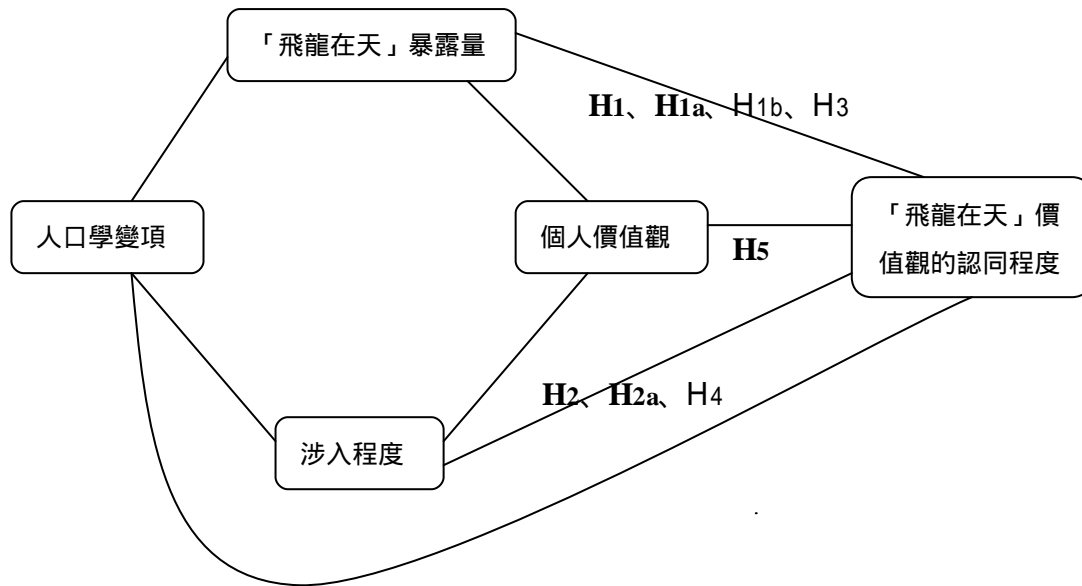 「飛龍在天」暴露量
H1、H1a、H1b、H3
人口學變項
個人價值觀
H5
「飛龍在天」價
值觀的認同程度
H2、H2a、H4
涉入程度